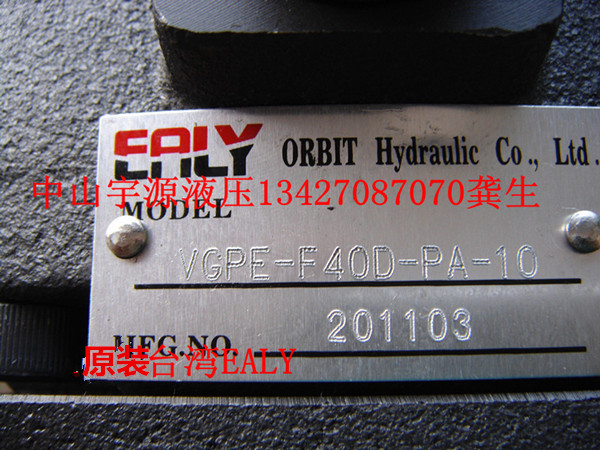 EALY ORBIT Hydraulic Co., Ltd.
中山宇源液压13427087070龚生
MODEL
VGPE-F40D-PA-10
MFG.NO. 201103
原装台湾EALY